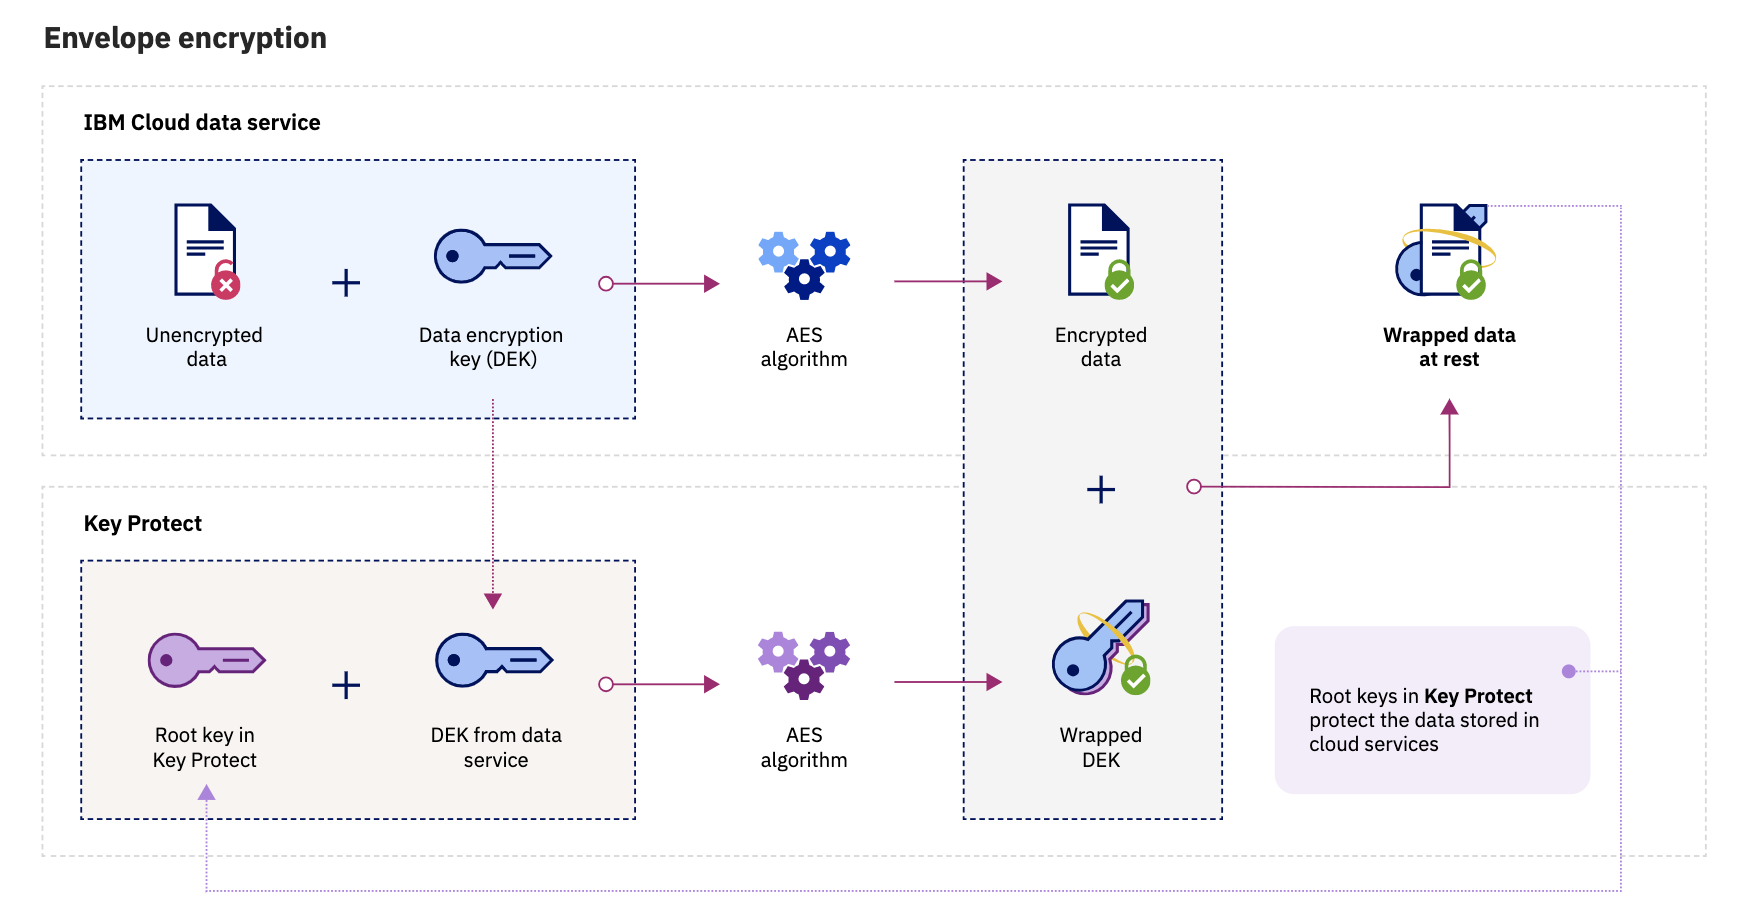 Envelope encryption
IBM Cloud data service
Unencrypted
data
Data encryption
key (DEK)
AES
algorithm
Encrypted
data
Wrapped data
at rest
Key Protect
Root key in
Key Protect
DEK from data
service
AES
algorithm
Wrapped
DEK
Root keys in Key Protect
protect the data stored in
cloud services